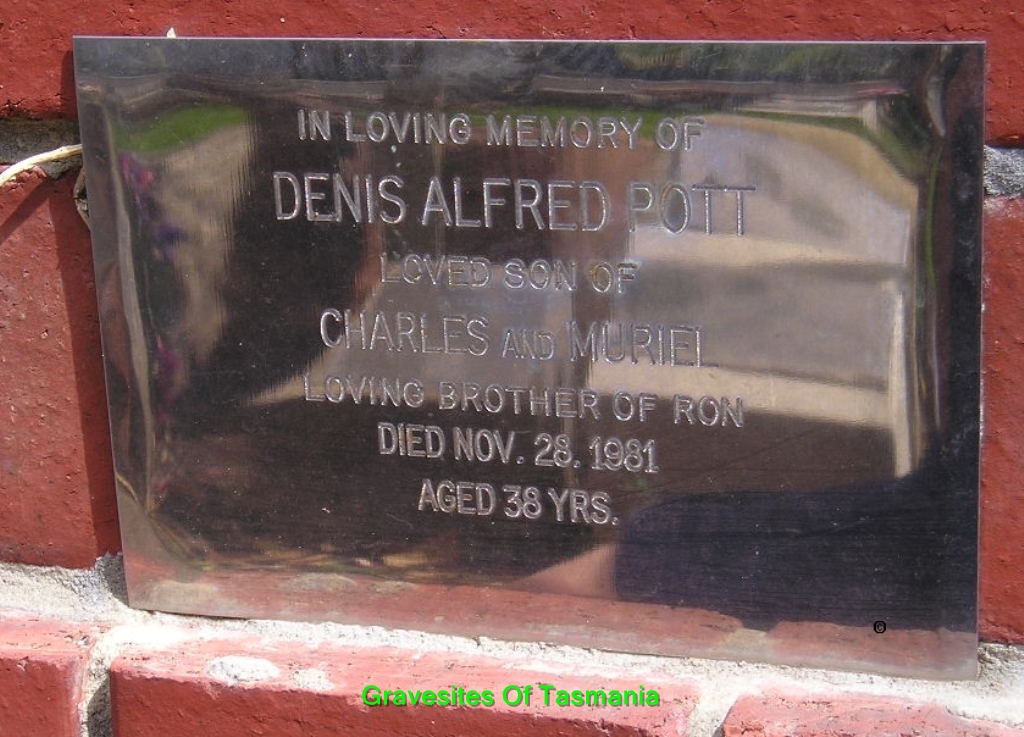 IN LOVING MEMORY OF
DENIS ALFRED POTT
LOVED SON OF
CHARLES AND MURIEL
LOVING BROTHER OF RON
DIED NOV. 28. 1981
AGED 38 YRS.
©
Gravesites Of Tasmania